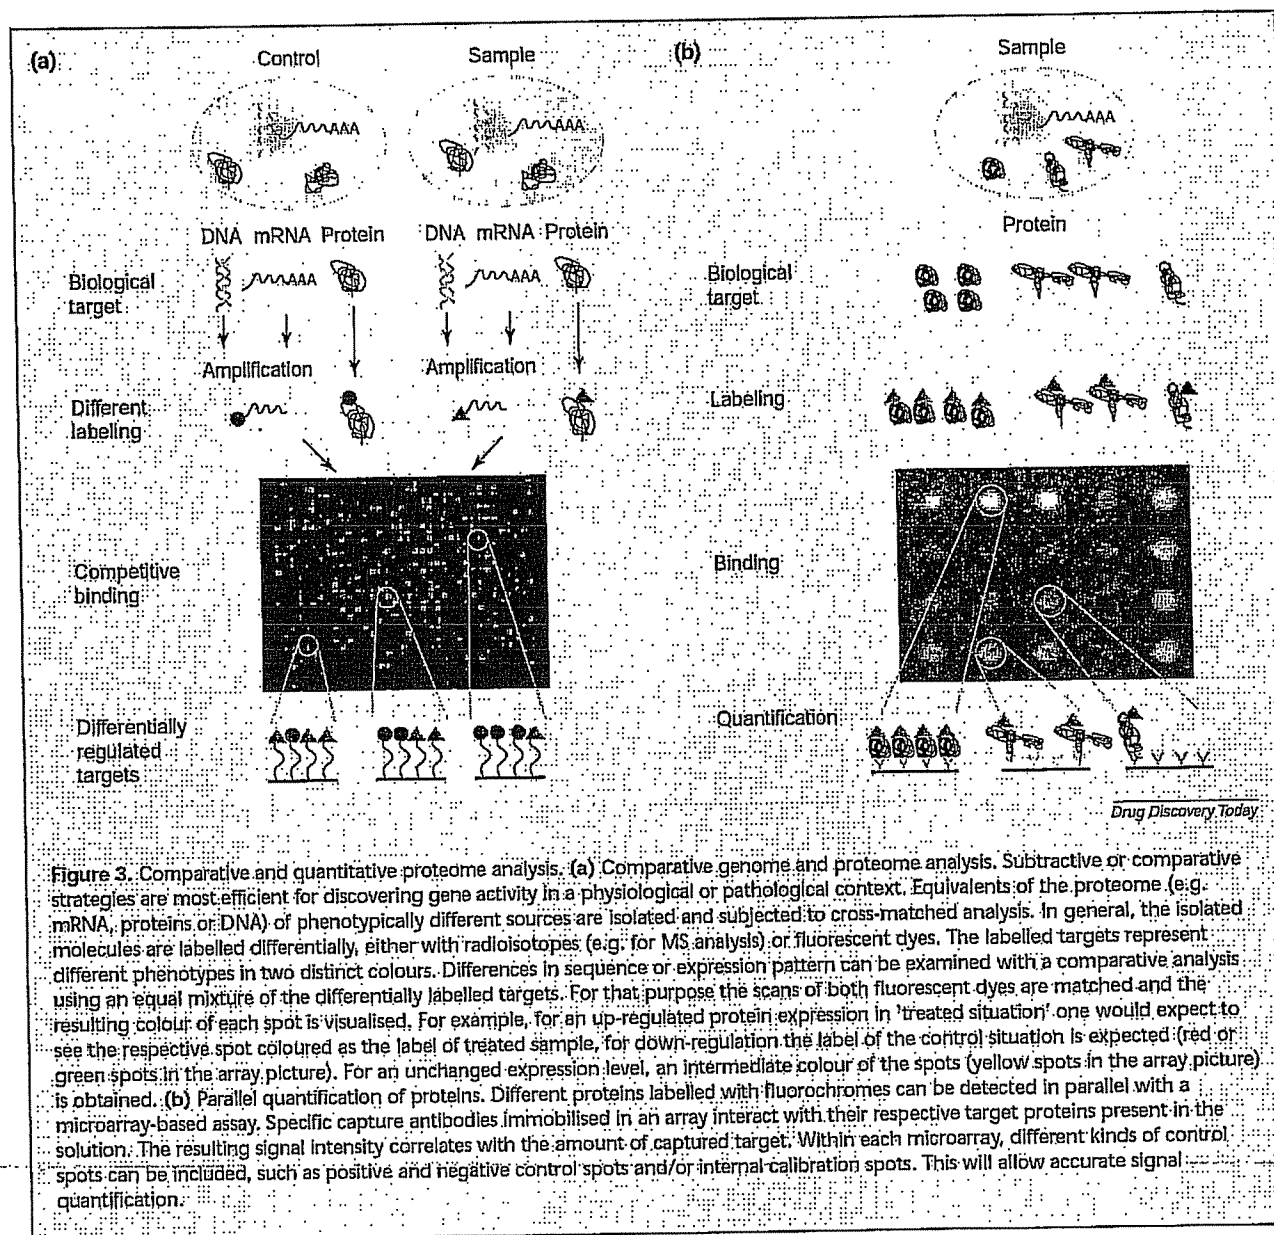 (a)
Control
Sample
AAA
AAA
DNA mRNA Protein
DNA mRNA Protein
Biological
target
AAA
AAA
Amplification
Amplification
Different
labeling
Competitive
binding
Differentially
regulated
targets
(b)
Sample
AAA
Protein
Biological
target
Labeling
Binding
Quantification
Drug Discovery Today
Figure 3. Comparative and quantitative proteome analysis. (a) Comparative genome and proteome analysis. Subtractive or comparative
strategies are most efficient for discovering gene activity in a physiological or pathological context. Equivalents of the proteome (e.g.
mRNA, proteins or DNA) of phenotypically different sources are isolated and subjected to cross-matched analysis. In general, the isolated
molecules are labelled differentially, either with radioisotopes (e.g. for MS analysis) or fluorescent dyes. The labelled targets represent
different phenotypes in two distinct colours. Differences in sequence or expression pattern can be examined with a comparative analysis
using an equal mixture of the differentially labelled targets. For that purpose the scans of both fluorescent dyes are matched and the
resulting colour of each spot is visualised. For example, for an up-regulated protein expression in 'treated situation' one would expect to
see the respective spot coloured as the label of treated sample, for down-regulation the label of the control situation is expected (red or
green spots in the array picture). For an unchanged expression level, an intermediate colour of the spots (yellow spots in the array picture)
is obtained. (b) Parallel quantification of proteins. Different proteins labelled with fluorochromes can be detected in parallel with a
microarray-based assay. Specific capture antibodies immobilised in an array interact with their respective target proteins present in the
solution. The resulting signal intensity correlates with the amount of captured target. Within each microarray, different kinds of control
spots can be included, such as positive and negative control spots and/or internal calibration spots. This will allow accurate signal
quantification.